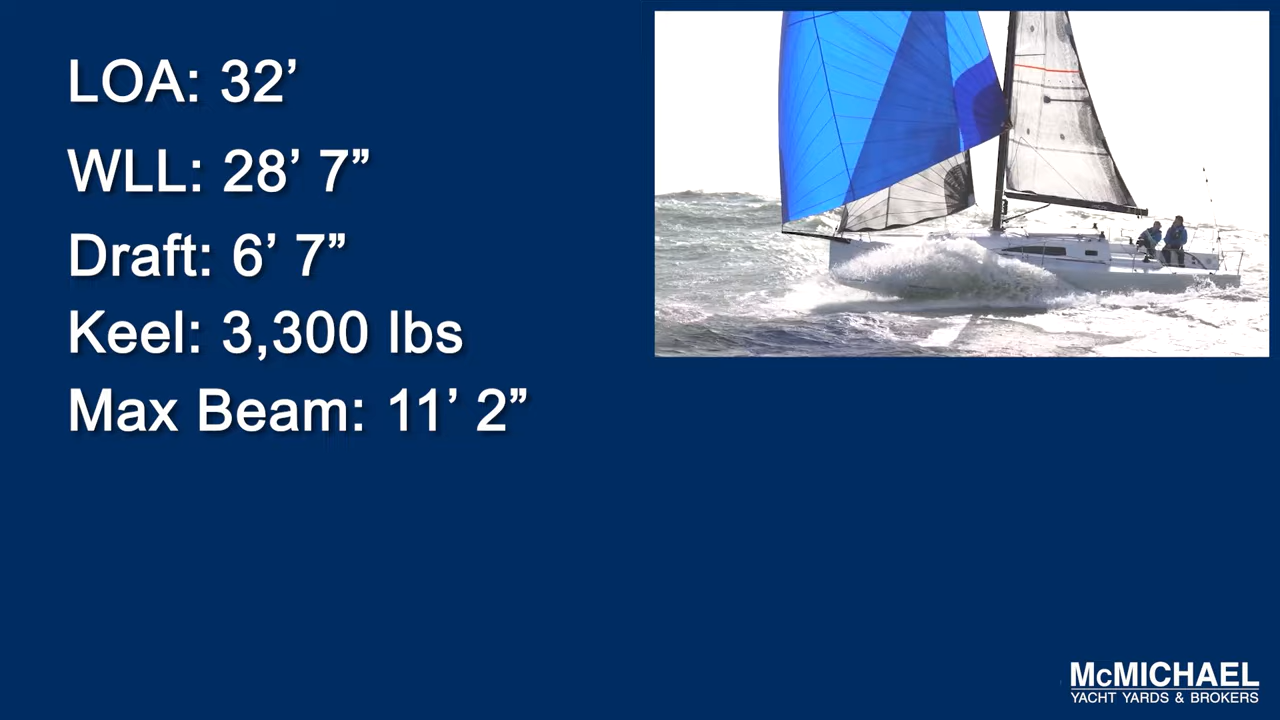 LOA: 32’
WLL: 28’ 7”
Draft: 6’ 7”
Keel: 3,300 lbs
Max Beam: 11’ 2”
McMICHAEL
YACHT YARDS & BROKERS